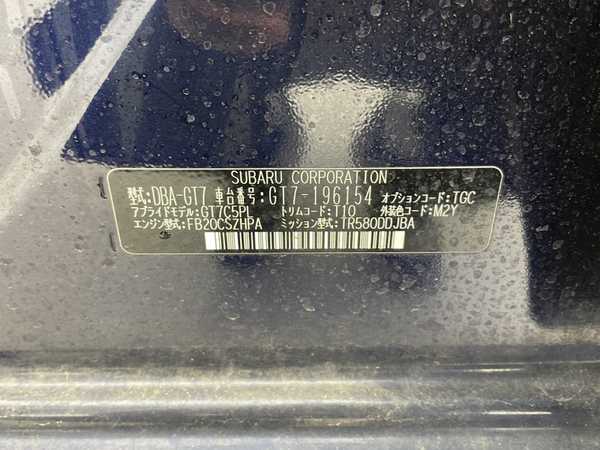 SUBARU CORPORATION
型式:DBA-GT7 車台番号:GT7-196154 オプションコード:TGC
アプライドモデル:GT7C5PL トリムコード:T10 外装色コード:M2Y
エンジン型式:FB20CSZHPA ミッション型式:TR580DDJBA